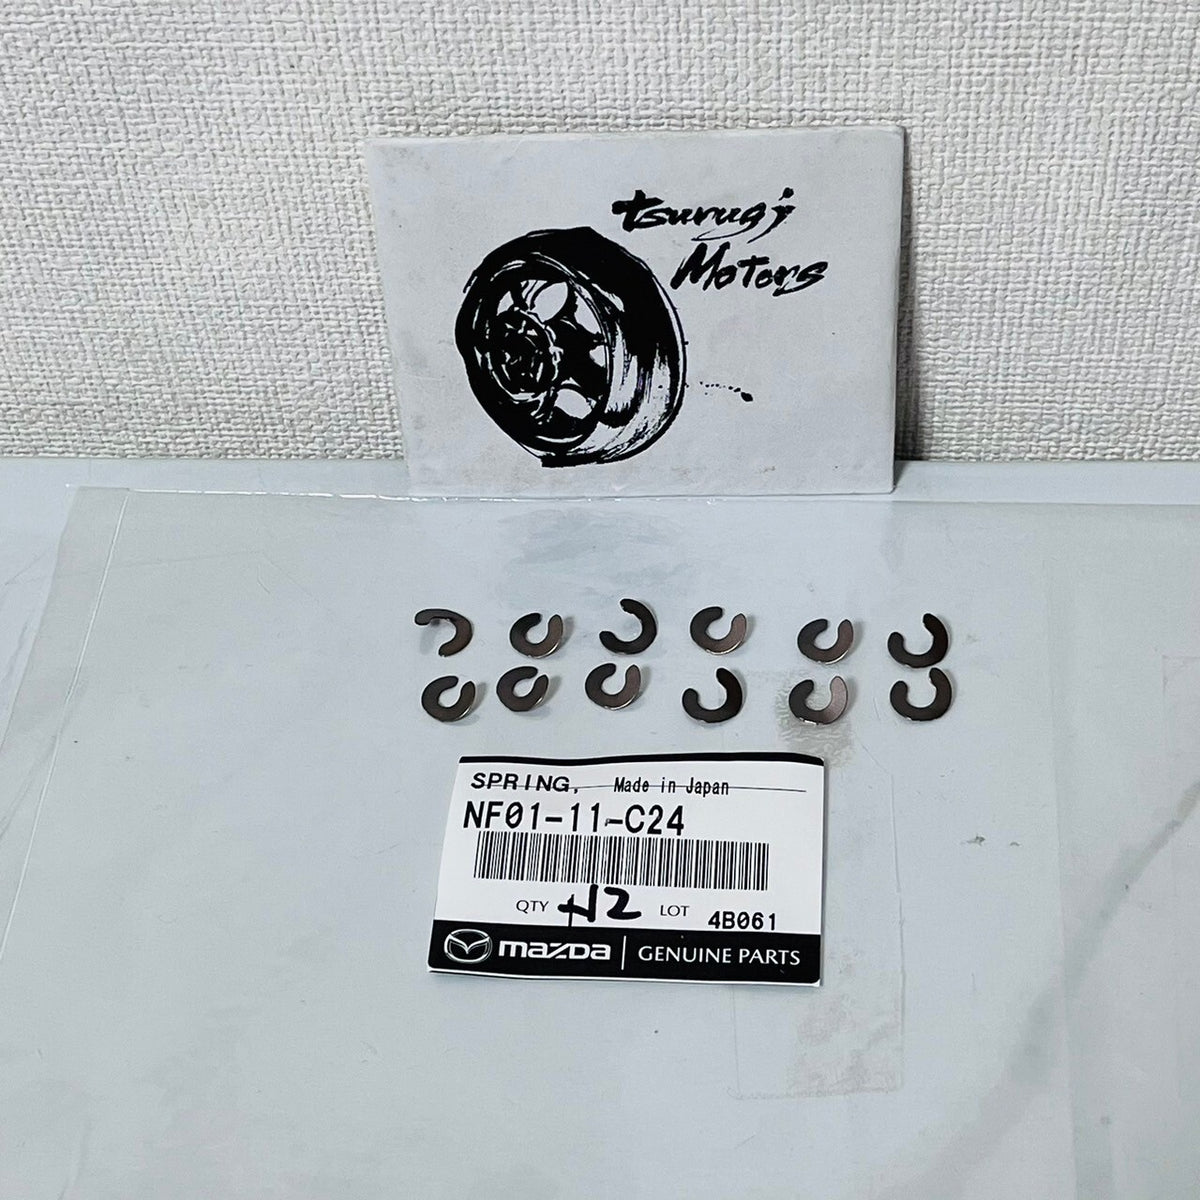 tsurugi
Motors
SPRING, Made in Japan
NF01-11-C24
QTY 12 LOT 4B061
mazda GENUINE PARTS